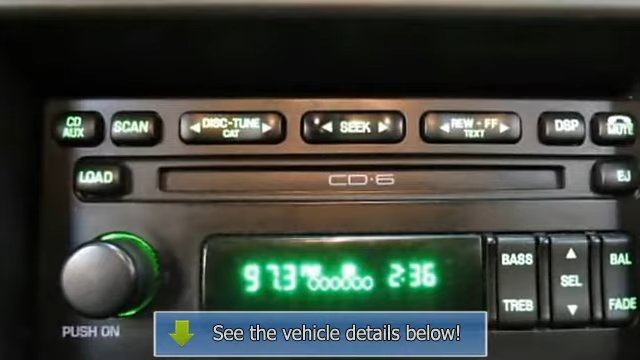 CD AUX
SCAN
DISC-TUNE
CAT
SEEK
REW - FF
TEXT
DSP
MUTE
LOAD
CD·6
EJ
97.3 2:36
BASS
TREB
SEL
BAL
FADE
PUSH ON
See the vehicle details below!